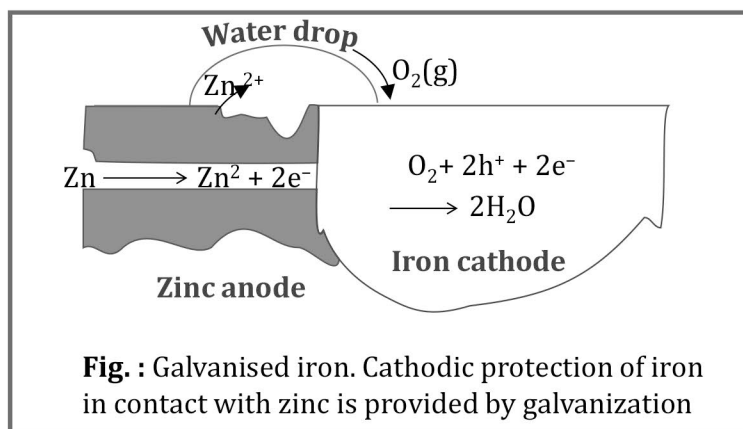 Water drop
Zn²⁺
O₂(g)
Zn ⟶ Zn² + 2e⁻
O₂+ 2h⁺ + 2e⁻
⟶ 2H₂O
Iron cathode
Zinc anode
Fig. : Galvanised iron. Cathodic protection of iron
in contact with zinc is provided by galvanization